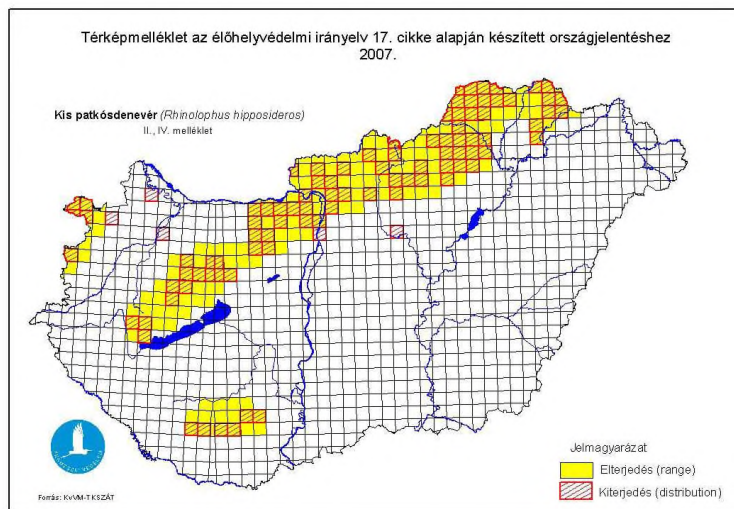 Térképmelléklet az élőhelyvédelmi irányelv 17. cikke alapján készített országjelentéshez
2007.
Kis patkósdenevér (Rhinolophus hipposideros)
II., IV. melléklet
Jelmagyarázat
Elterjedés (range)
Kiterjedés (distribution)
Forrás: KvVM-TKSZÁT